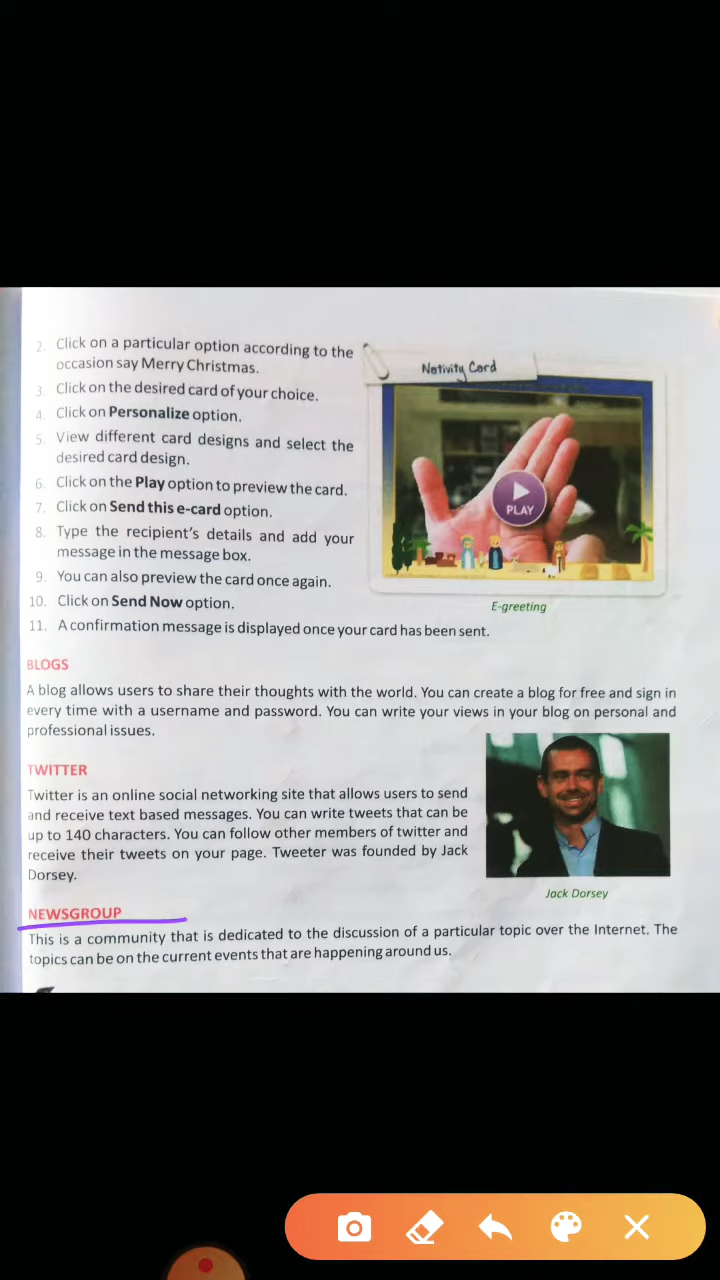 2. Click on a particular option according to the
occasion say Merry Christmas.
3. Click on the desired card of your choice.
4. Click on Personalize option.
5. View different card designs and select the
desired card design.
6. Click on the Play option to preview the card.
7. Click on Send this e-card option.
8. Type the recipient's details and add your
message in the message box.
9. You can also preview the card once again.
10. Click on Send Now option.
11. A confirmation message is displayed once your card has been sent.
Nativity Card
PLAY
E-greeting
BLOGS
A blog allows users to share their thoughts with the world. You can create a blog for free and sign in
every time with a username and password. You can write your views in your blog on personal and
professional issues.
TWITTER
Twitter is an online social networking site that allows users to send
and receive text based messages. You can write tweets that can be
up to 140 characters. You can follow other members of twitter and
receive their tweets on your page. Tweeter was founded by Jack
Dorsey.
Jack Dorsey
NEWSGROUP
This is a community that is dedicated to the discussion of a particular topic over the Internet. The
topics can be on the current events that are happening around us.